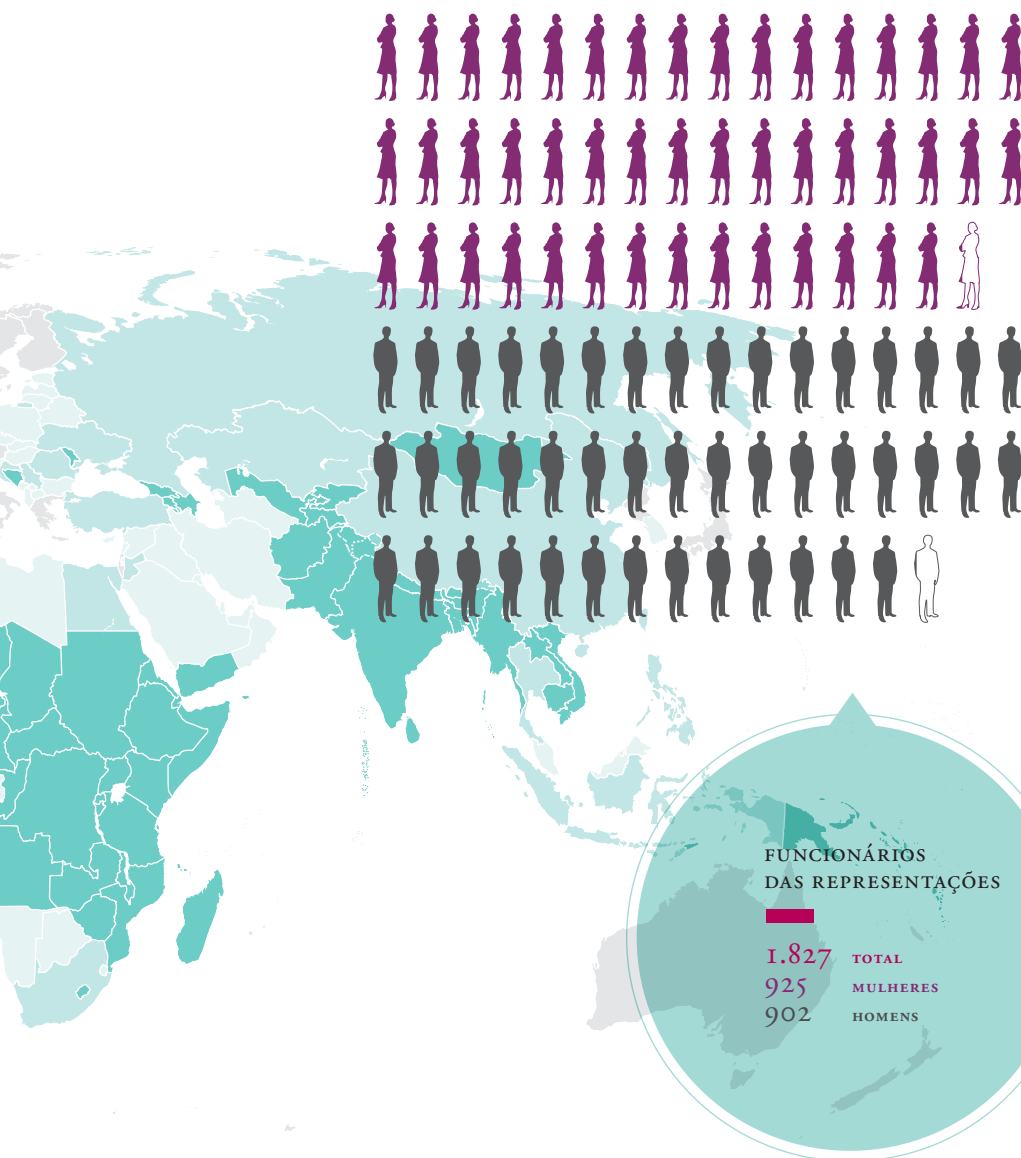 FUNCIONÁRIOS
DAS REPRESENTAÇÕES
1.827 TOTAL
925 MULHERES
902 HOMENS